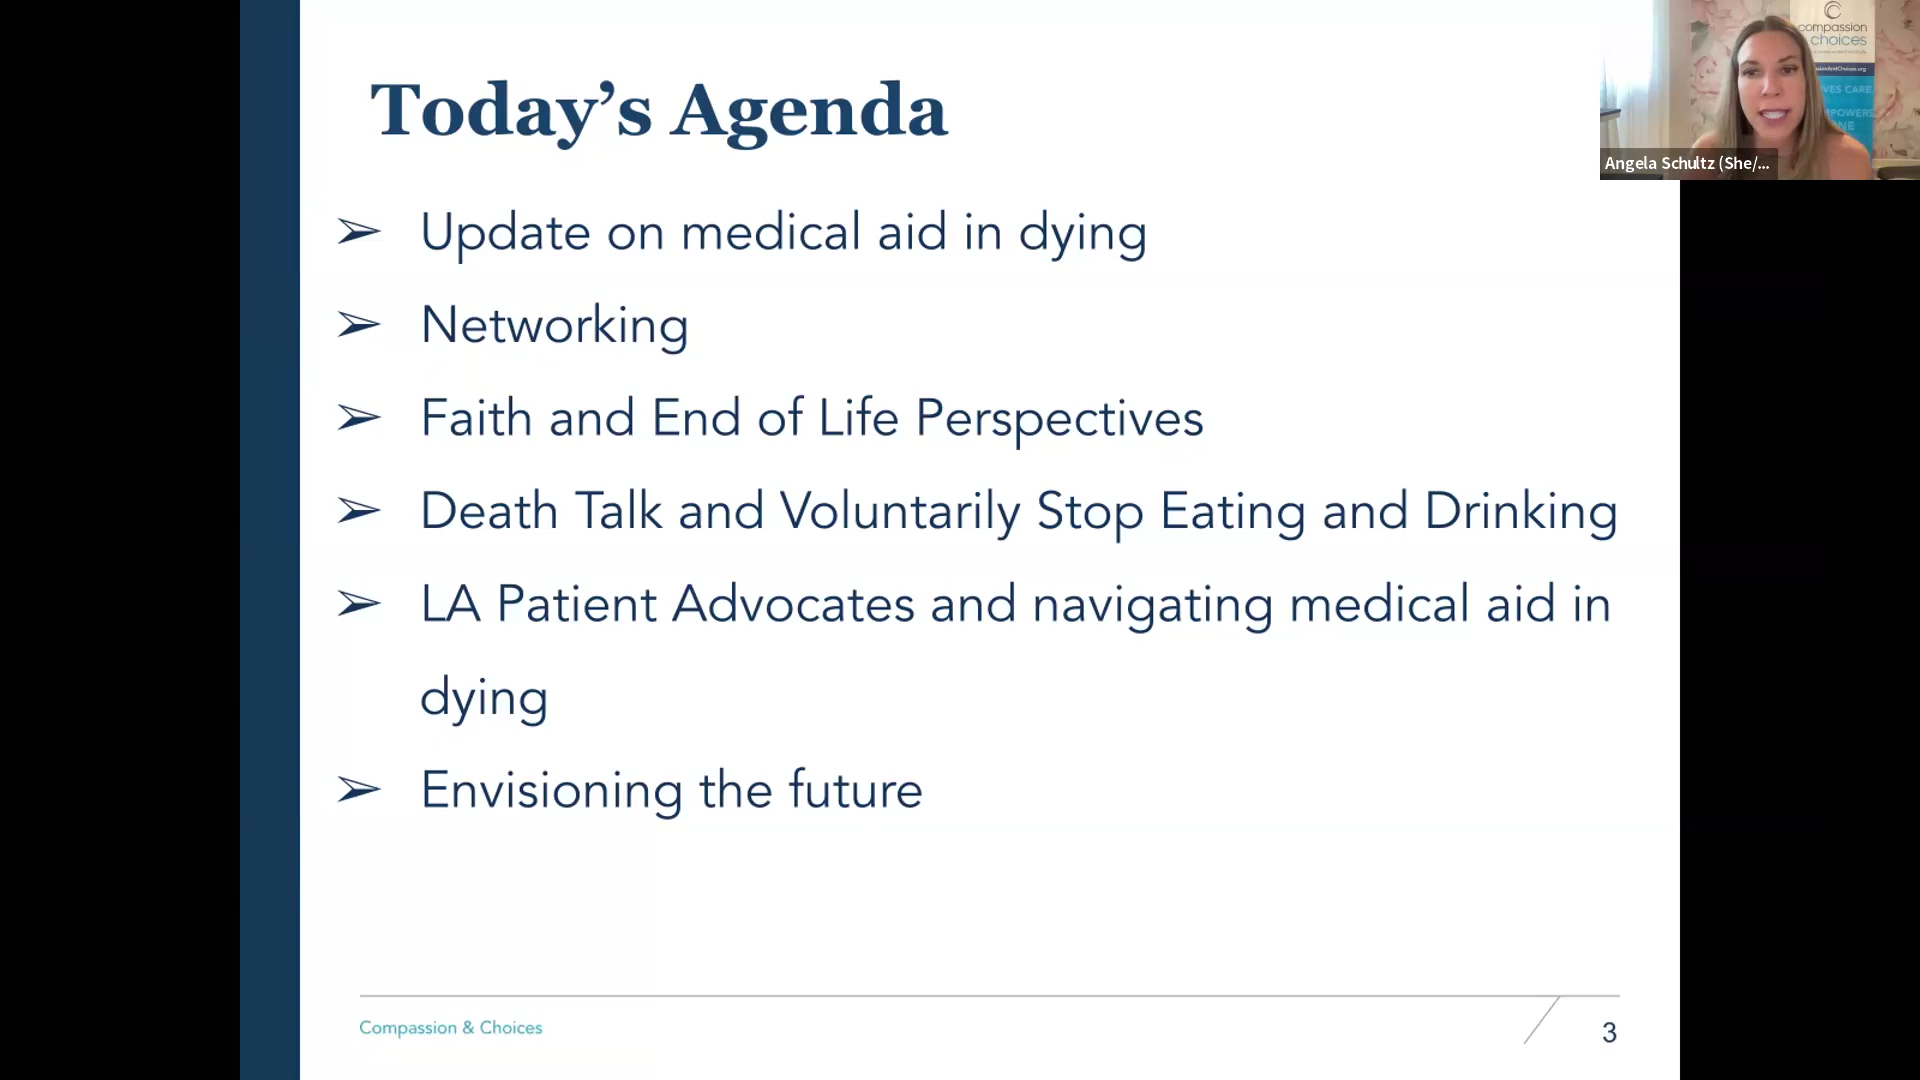 Today’s Agenda
➢ Update on medical aid in dying
➢ Networking
➢ Faith and End of Life Perspectives
➢ Death Talk and Voluntarily Stop Eating and Drinking
➢ LA Patient Advocates and navigating medical aid in
dying
➢ Envisioning the future
Compassion & Choices
3
compassion
choices
VES CARE
Angela Schultz (She/...